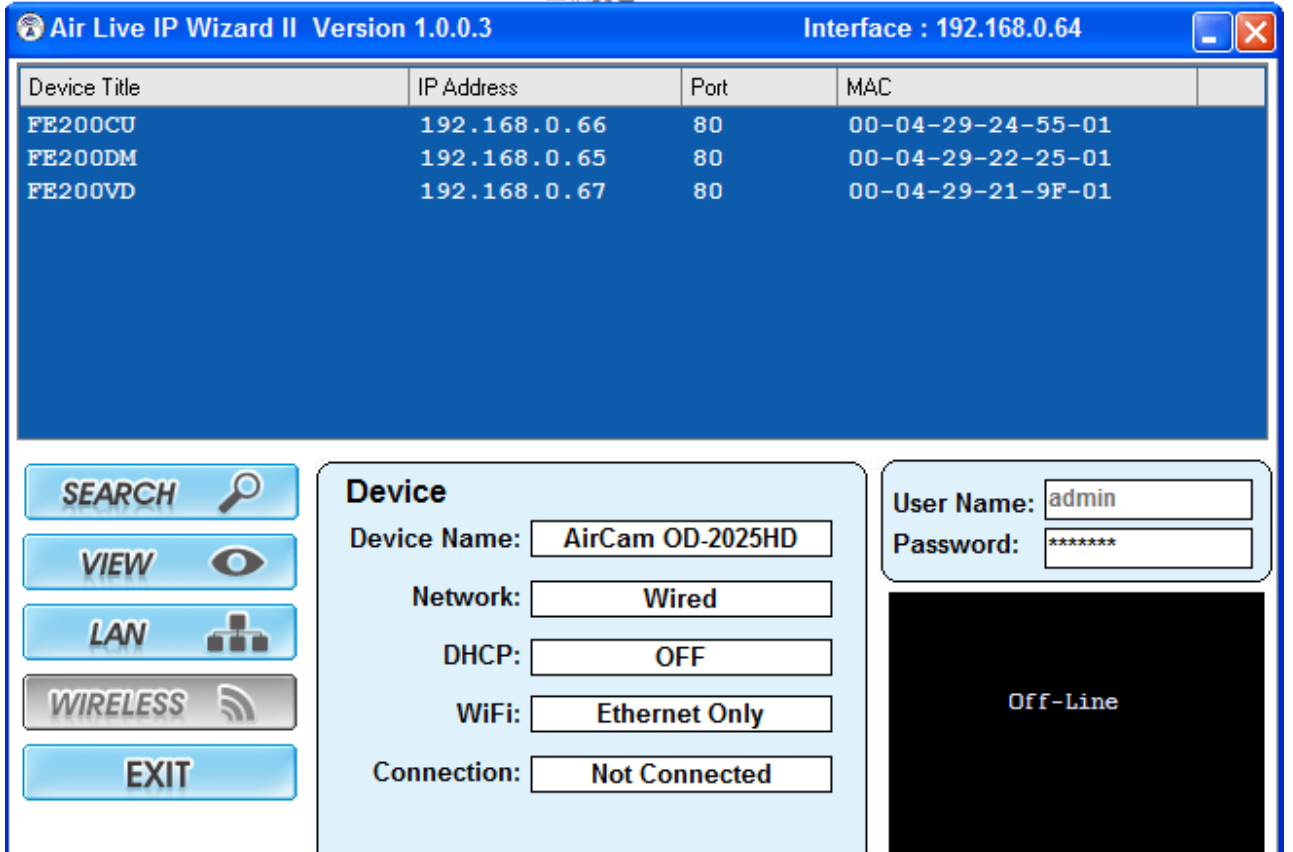 Air Live IP Wizard II Version 1.0.0.3 Interface : 192.168.0.64
Device Title IP Address Port MAC
FE200CU 192.168.0.66 80 00-04-29-24-55-01
FE200DM 192.168.0.65 80 00-04-29-22-25-01
FE200VD 192.168.0.67 80 00-04-29-21-9F-01
SEARCH
VIEW
LAN
WIRELESS
EXIT
Device
Device Name: AirCam OD-2025HD
Network: Wired
DHCP: OFF
WiFi: Ethernet Only
Connection: Not Connected
User Name: admin
Password: *******
Off-Line